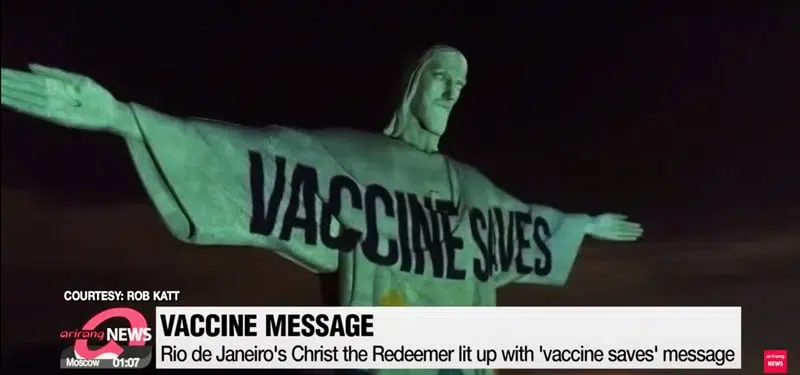 VACCINE SAVES
COURTESY: ROB KATT
arirang NEWS
Moscow 01:07
VACCINE MESSAGE
Rio de Janeiro's Christ the Redeemer lit up with 'vaccine saves' message
arirang
NEWS